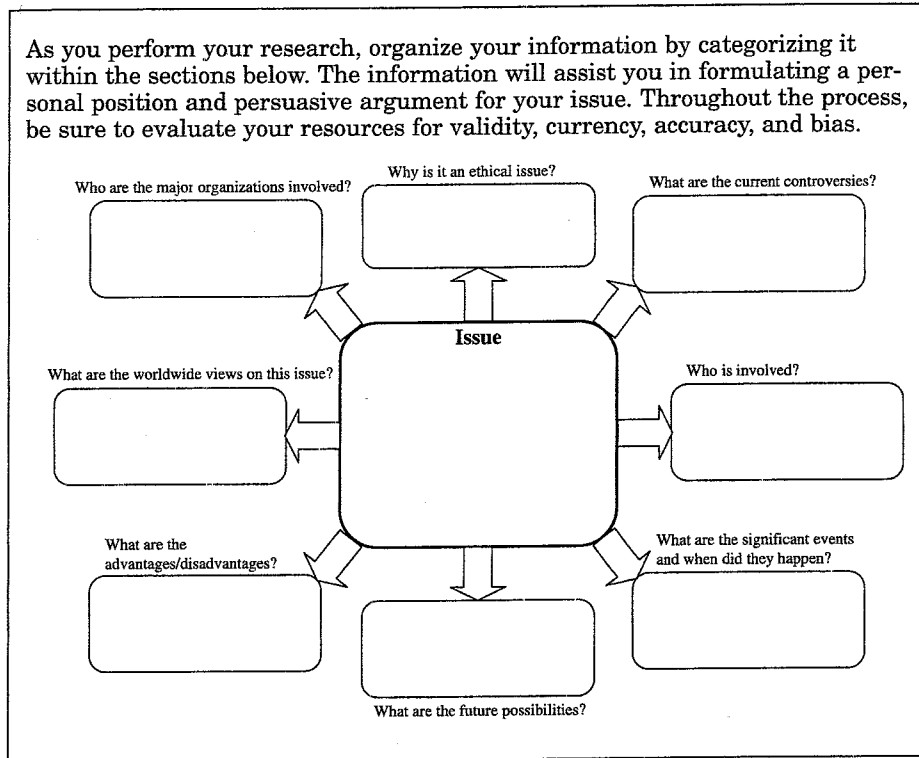 As you perform your research, organize your information by categorizing it
within the sections below. The information will assist you in formulating a per-
sonal position and persuasive argument for your issue. Throughout the process,
be sure to evaluate your resources for validity, currency, accuracy, and bias.
Who are the major organizations involved?
Why is it an ethical issue?
What are the current controversies?
Issue
What are the worldwide views on this issue?
Who is involved?
What are the
advantages/disadvantages?
What are the significant events
and when did they happen?
What are the future possibilities?